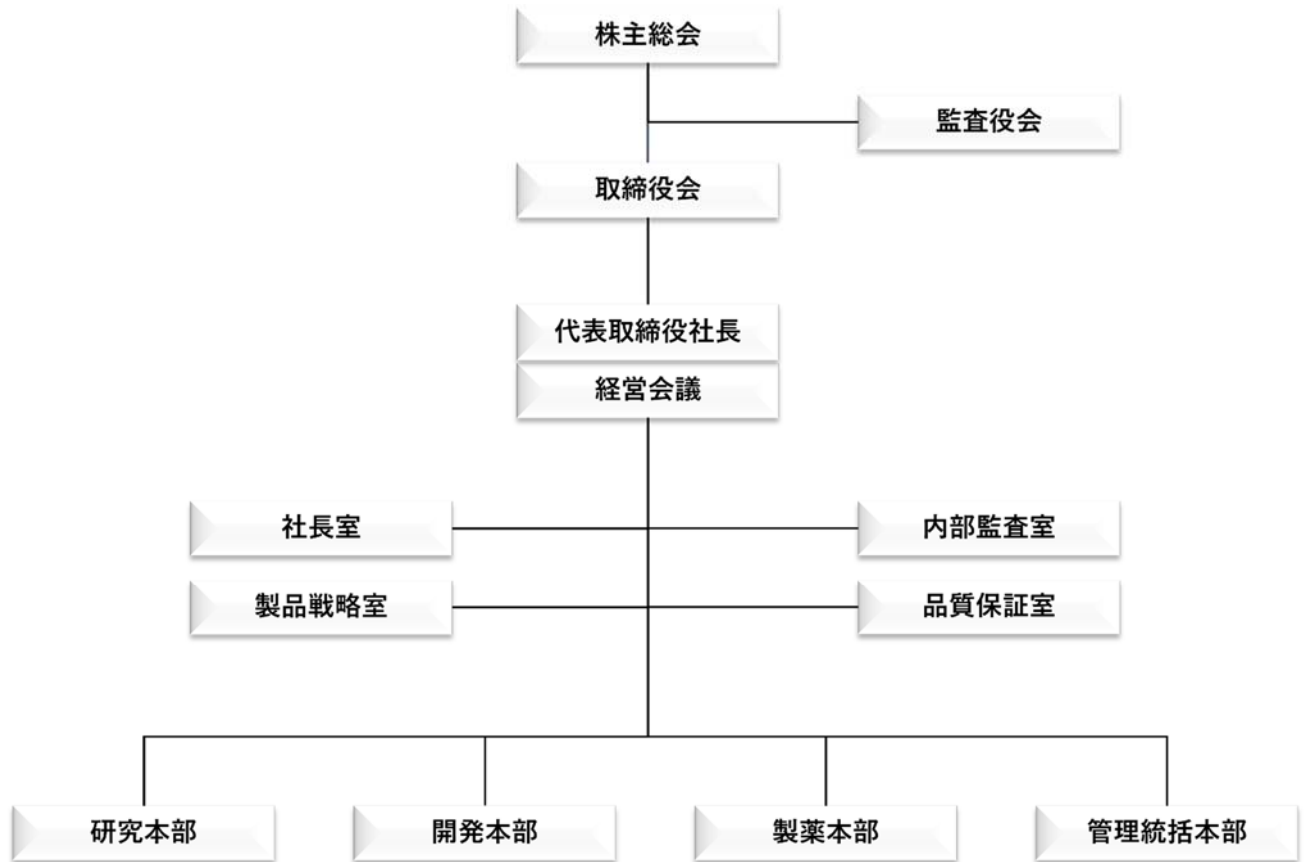 株主総会
監査役会
取締役会
代表取締役社長
経営会議
社長室
内部監査室
製品戦略室
品質保証室
研究本部
開発本部
製薬本部
管理統括本部